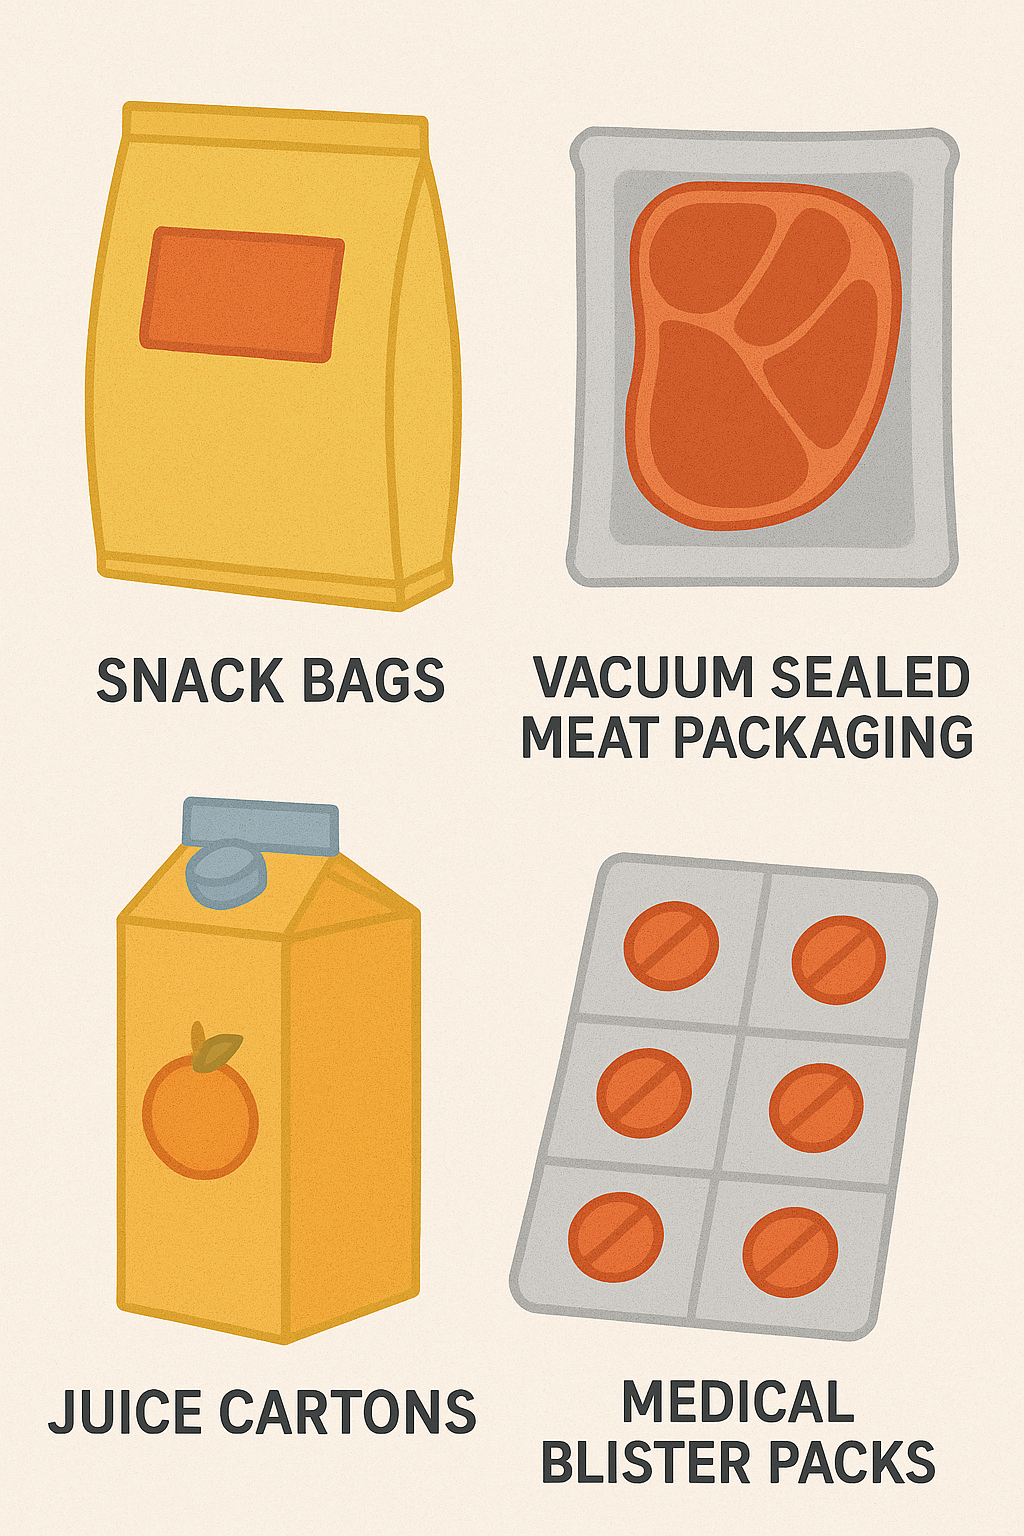 SNACK BAGS
VACUUM SEALED
MEAT PACKAGING
JUICE CARTONS
MEDICAL
BLISTER PACKS